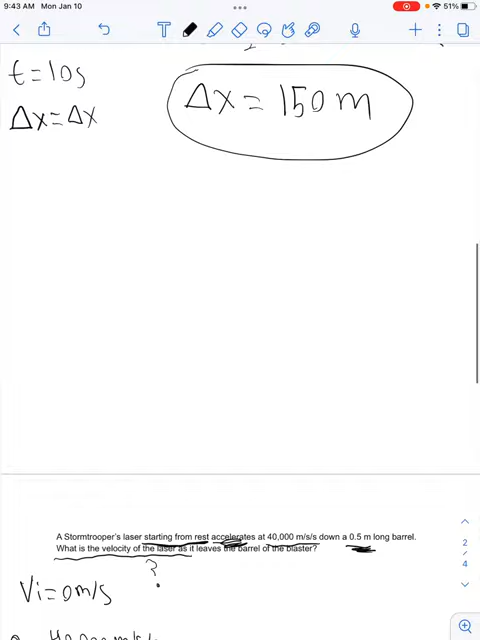 9:43 AM Mon Jan 10
51%
T
t = 10s
Δx = 150 m
Δx = Δx
A Stormtrooper's laser starting from rest accelerates at 40,000 m/s/s down a 0.5 m long barrel.
What is the velocity of the laser as it leaves the barrel of the blaster?
?
Vi = 0 m/s
2
4